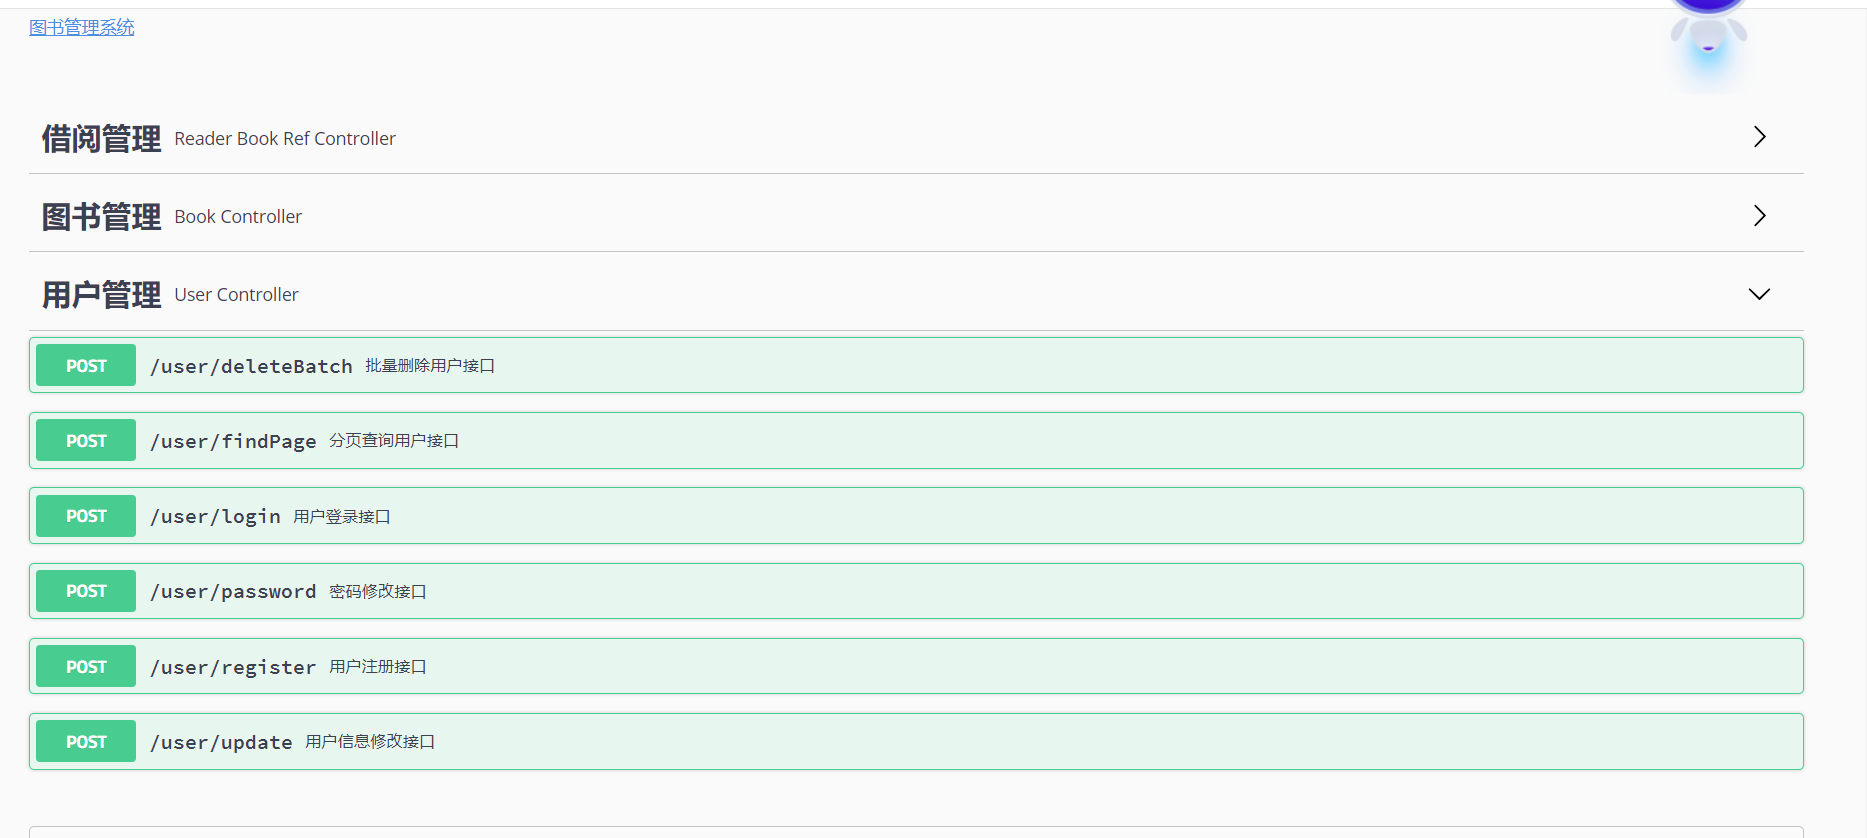 图书管理系统
借阅管理 Reader Book Ref Controller
图书管理 Book Controller
用户管理 User Controller
POST /user/deleteBatch 批量删除用户接口
POST /user/findPage 分页查询用户接口
POST /user/login 用户登录接口
POST /user/password 密码修改接口
POST /user/register 用户注册接口
POST /user/update 用户信息修改接口